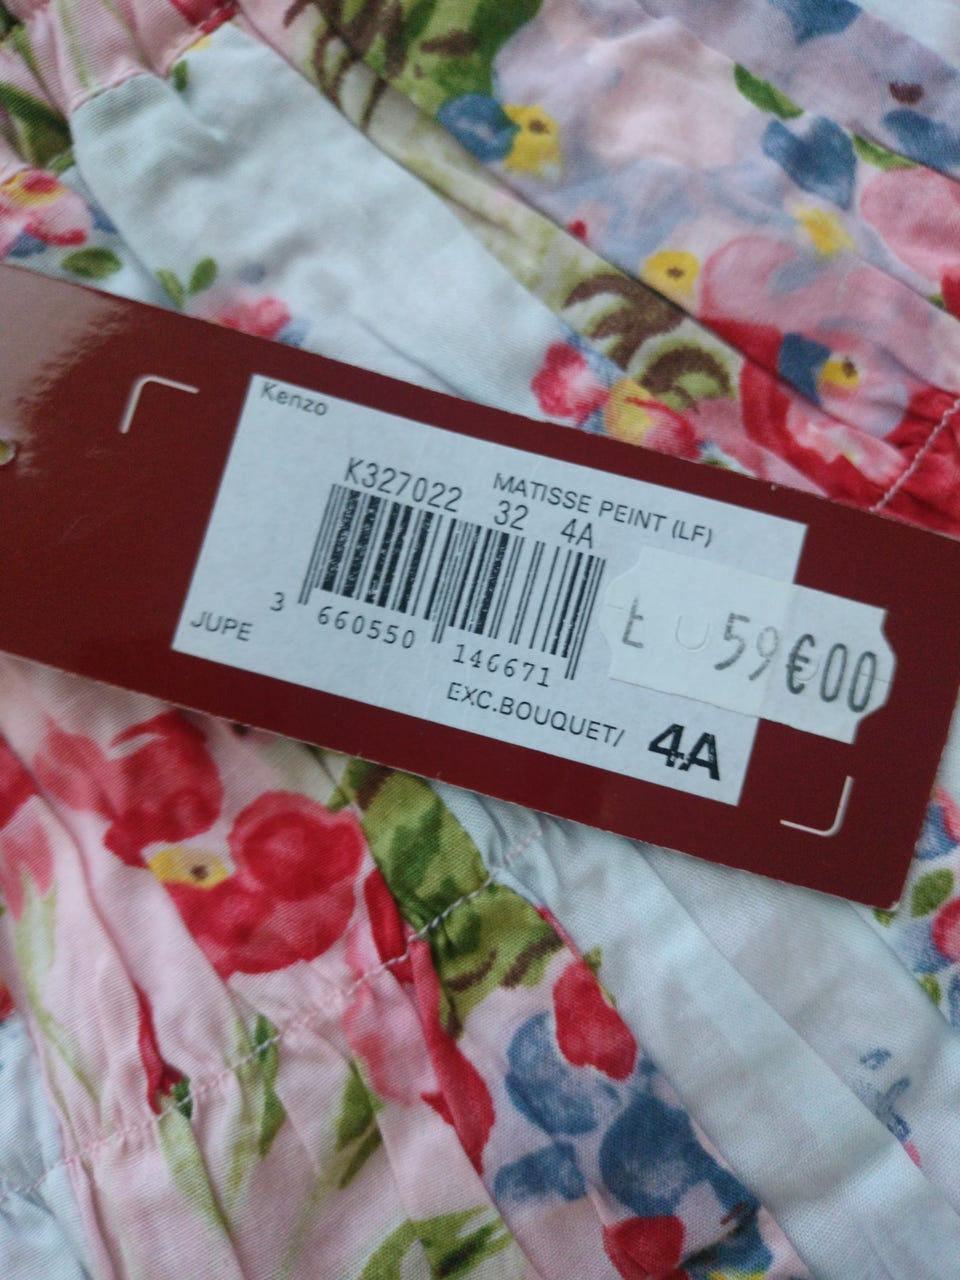 Kenzo
K327022 MATISSE PEINT (LF)
32 4A
3 660550 146671
JUPE
EXC.BOUQUET/ 4A
E 59€00